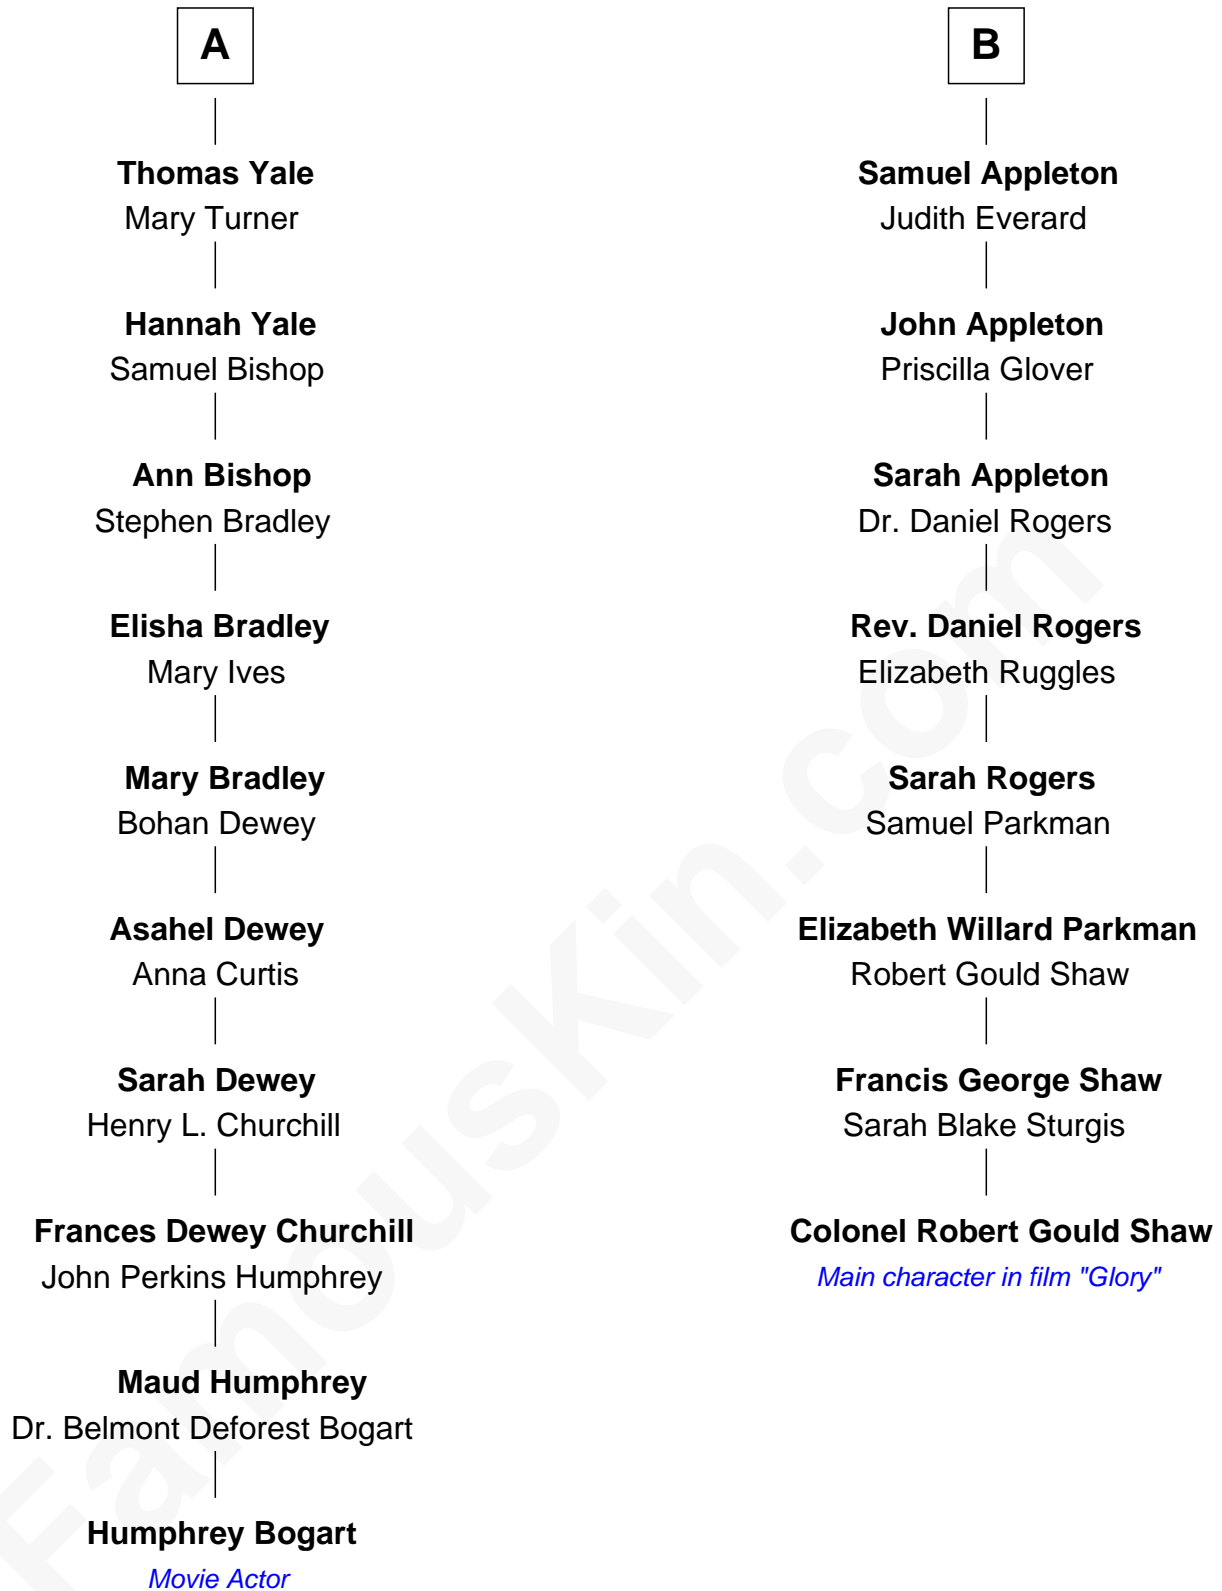 A
Thomas Yale
Mary Turner
Hannah Yale
Samuel Bishop
Ann Bishop
Stephen Bradley
Elisha Bradley
Mary Ives
Mary Bradley
Bohan Dewey
Asahel Dewey
Anna Curtis
Sarah Dewey
Henry L. Churchill
Frances Dewey Churchill
John Perkins Humphrey
Maud Humphrey
Dr. Belmont Deforest Bogart
Humphrey Bogart
Movie Actor
B
Samuel Appleton
Judith Everard
John Appleton
Priscilla Glover
Sarah Appleton
Dr. Daniel Rogers
Rev. Daniel Rogers
Elizabeth Ruggles
Sarah Rogers
Samuel Parkman
Elizabeth Willard Parkman
Robert Gould Shaw
Francis George Shaw
Sarah Blake Sturgis
Colonel Robert Gould Shaw
Main character in film "Glory"
FamousKin.com